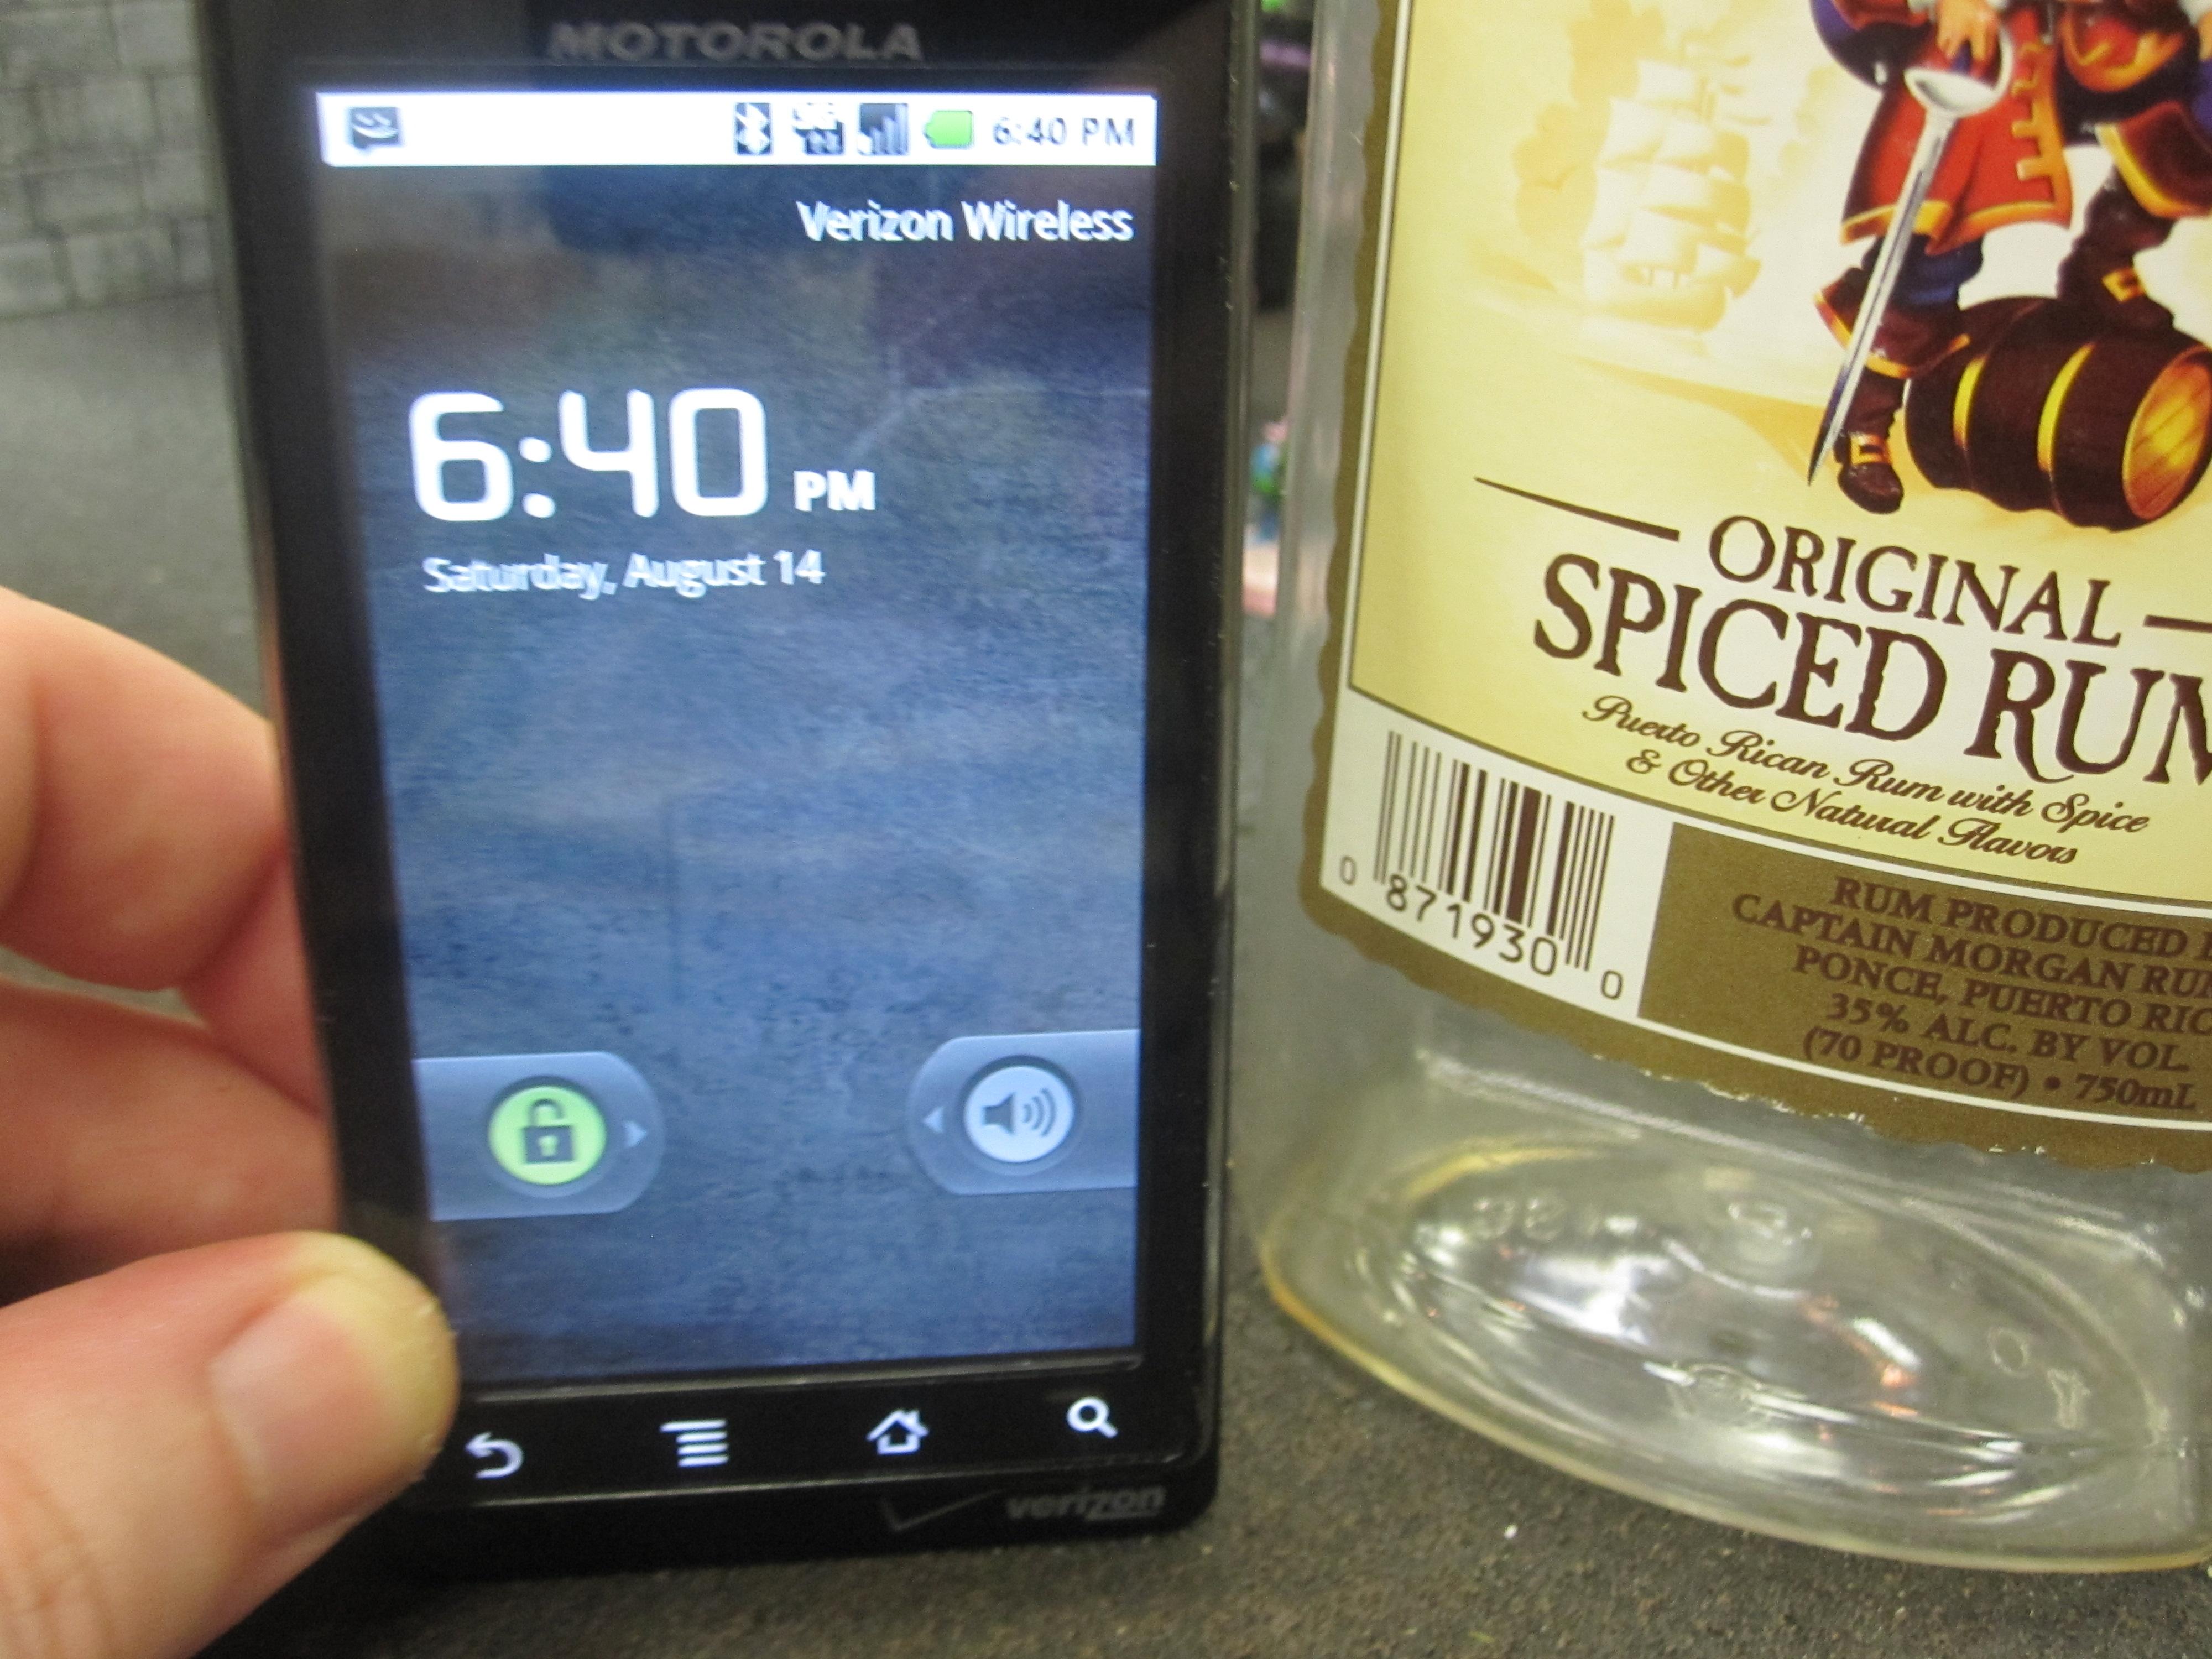 MOTOROLA
6:40 PM
Verizon Wireless
6:40 PM
Saturday, August 14
verizon
ORIGINAL
SPICED RUM
Puerto Rican Rum with Spice
& Other Natural Flavors
0 871930 0
RUM PRODUCED
CAPTAIN MORGAN RUM
PONCE, PUERTO RIC
35% ALC. BY VOL.
(70 PROOF) • 750mL